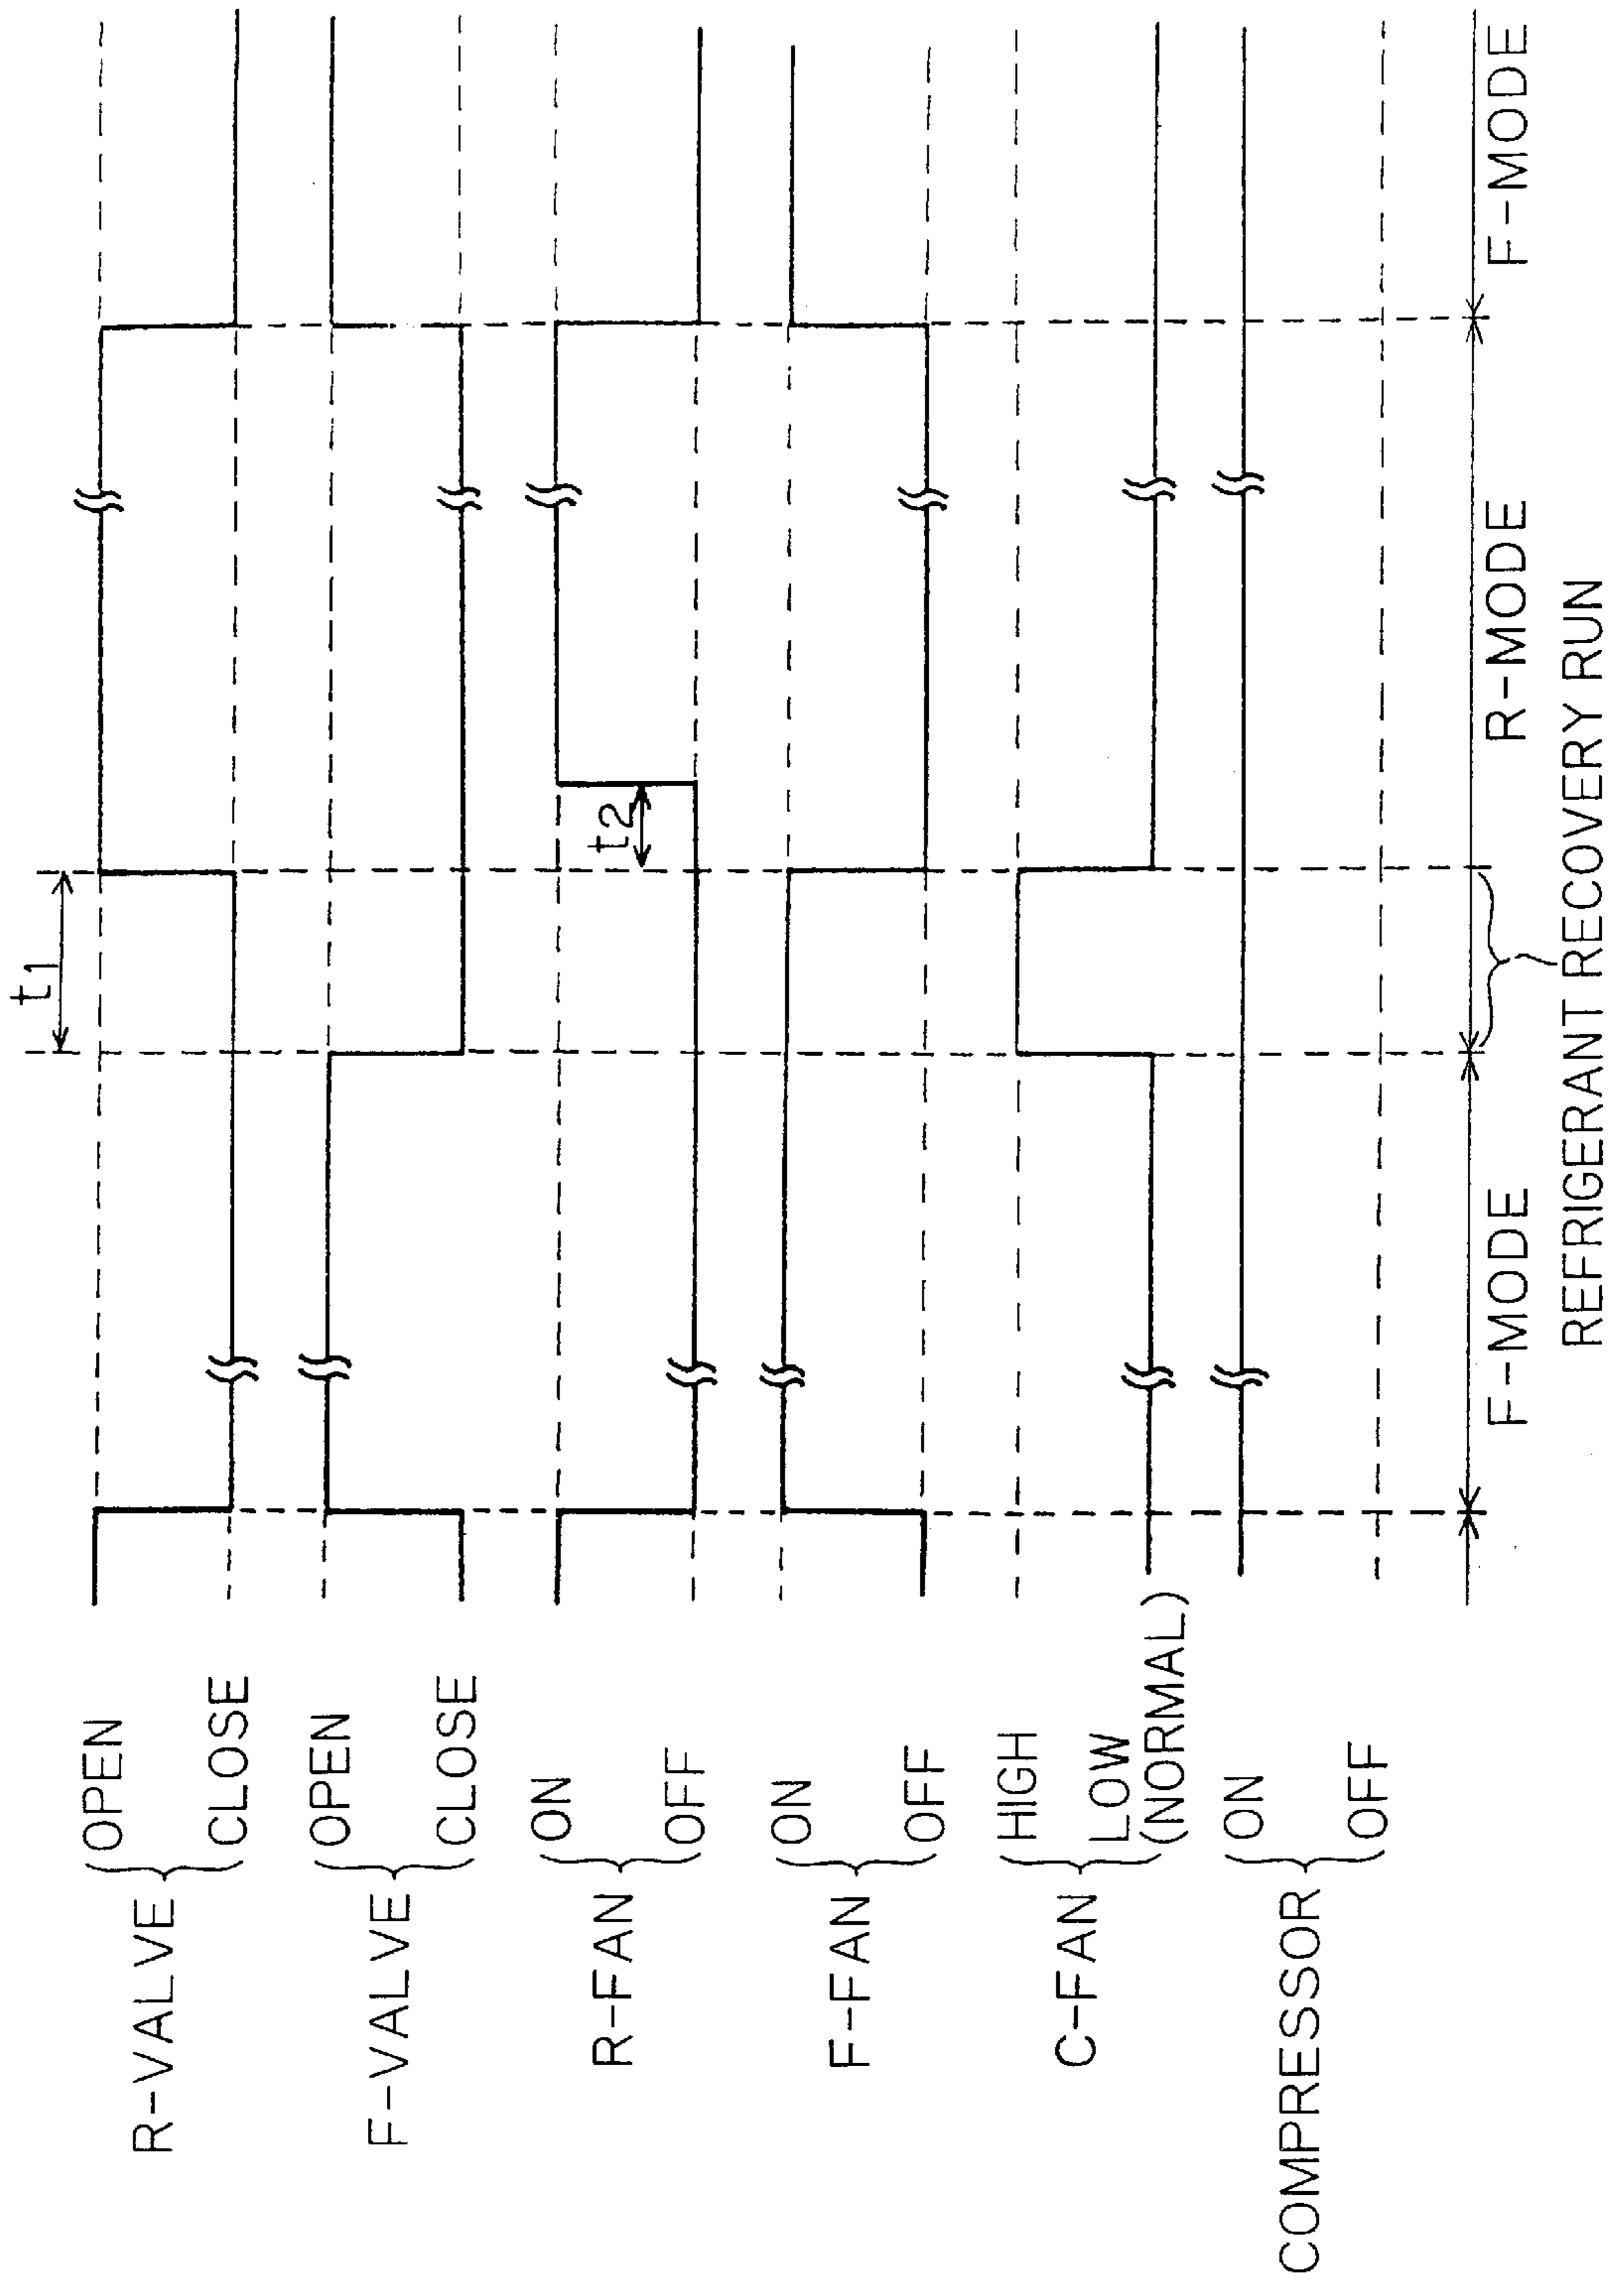 t1
R-VALVE
OPEN
CLOSE
F-VALVE
OPEN
CLOSE
R-FAN
ON
OFF
t2
F-FAN
ON
OFF
C-FAN
HIGH
LOW
(NORMAL)
COMPRESSOR
ON
OFF
F-MODE
R-MODE
F-MODE
REFRIGERANT RECOVERY RUN